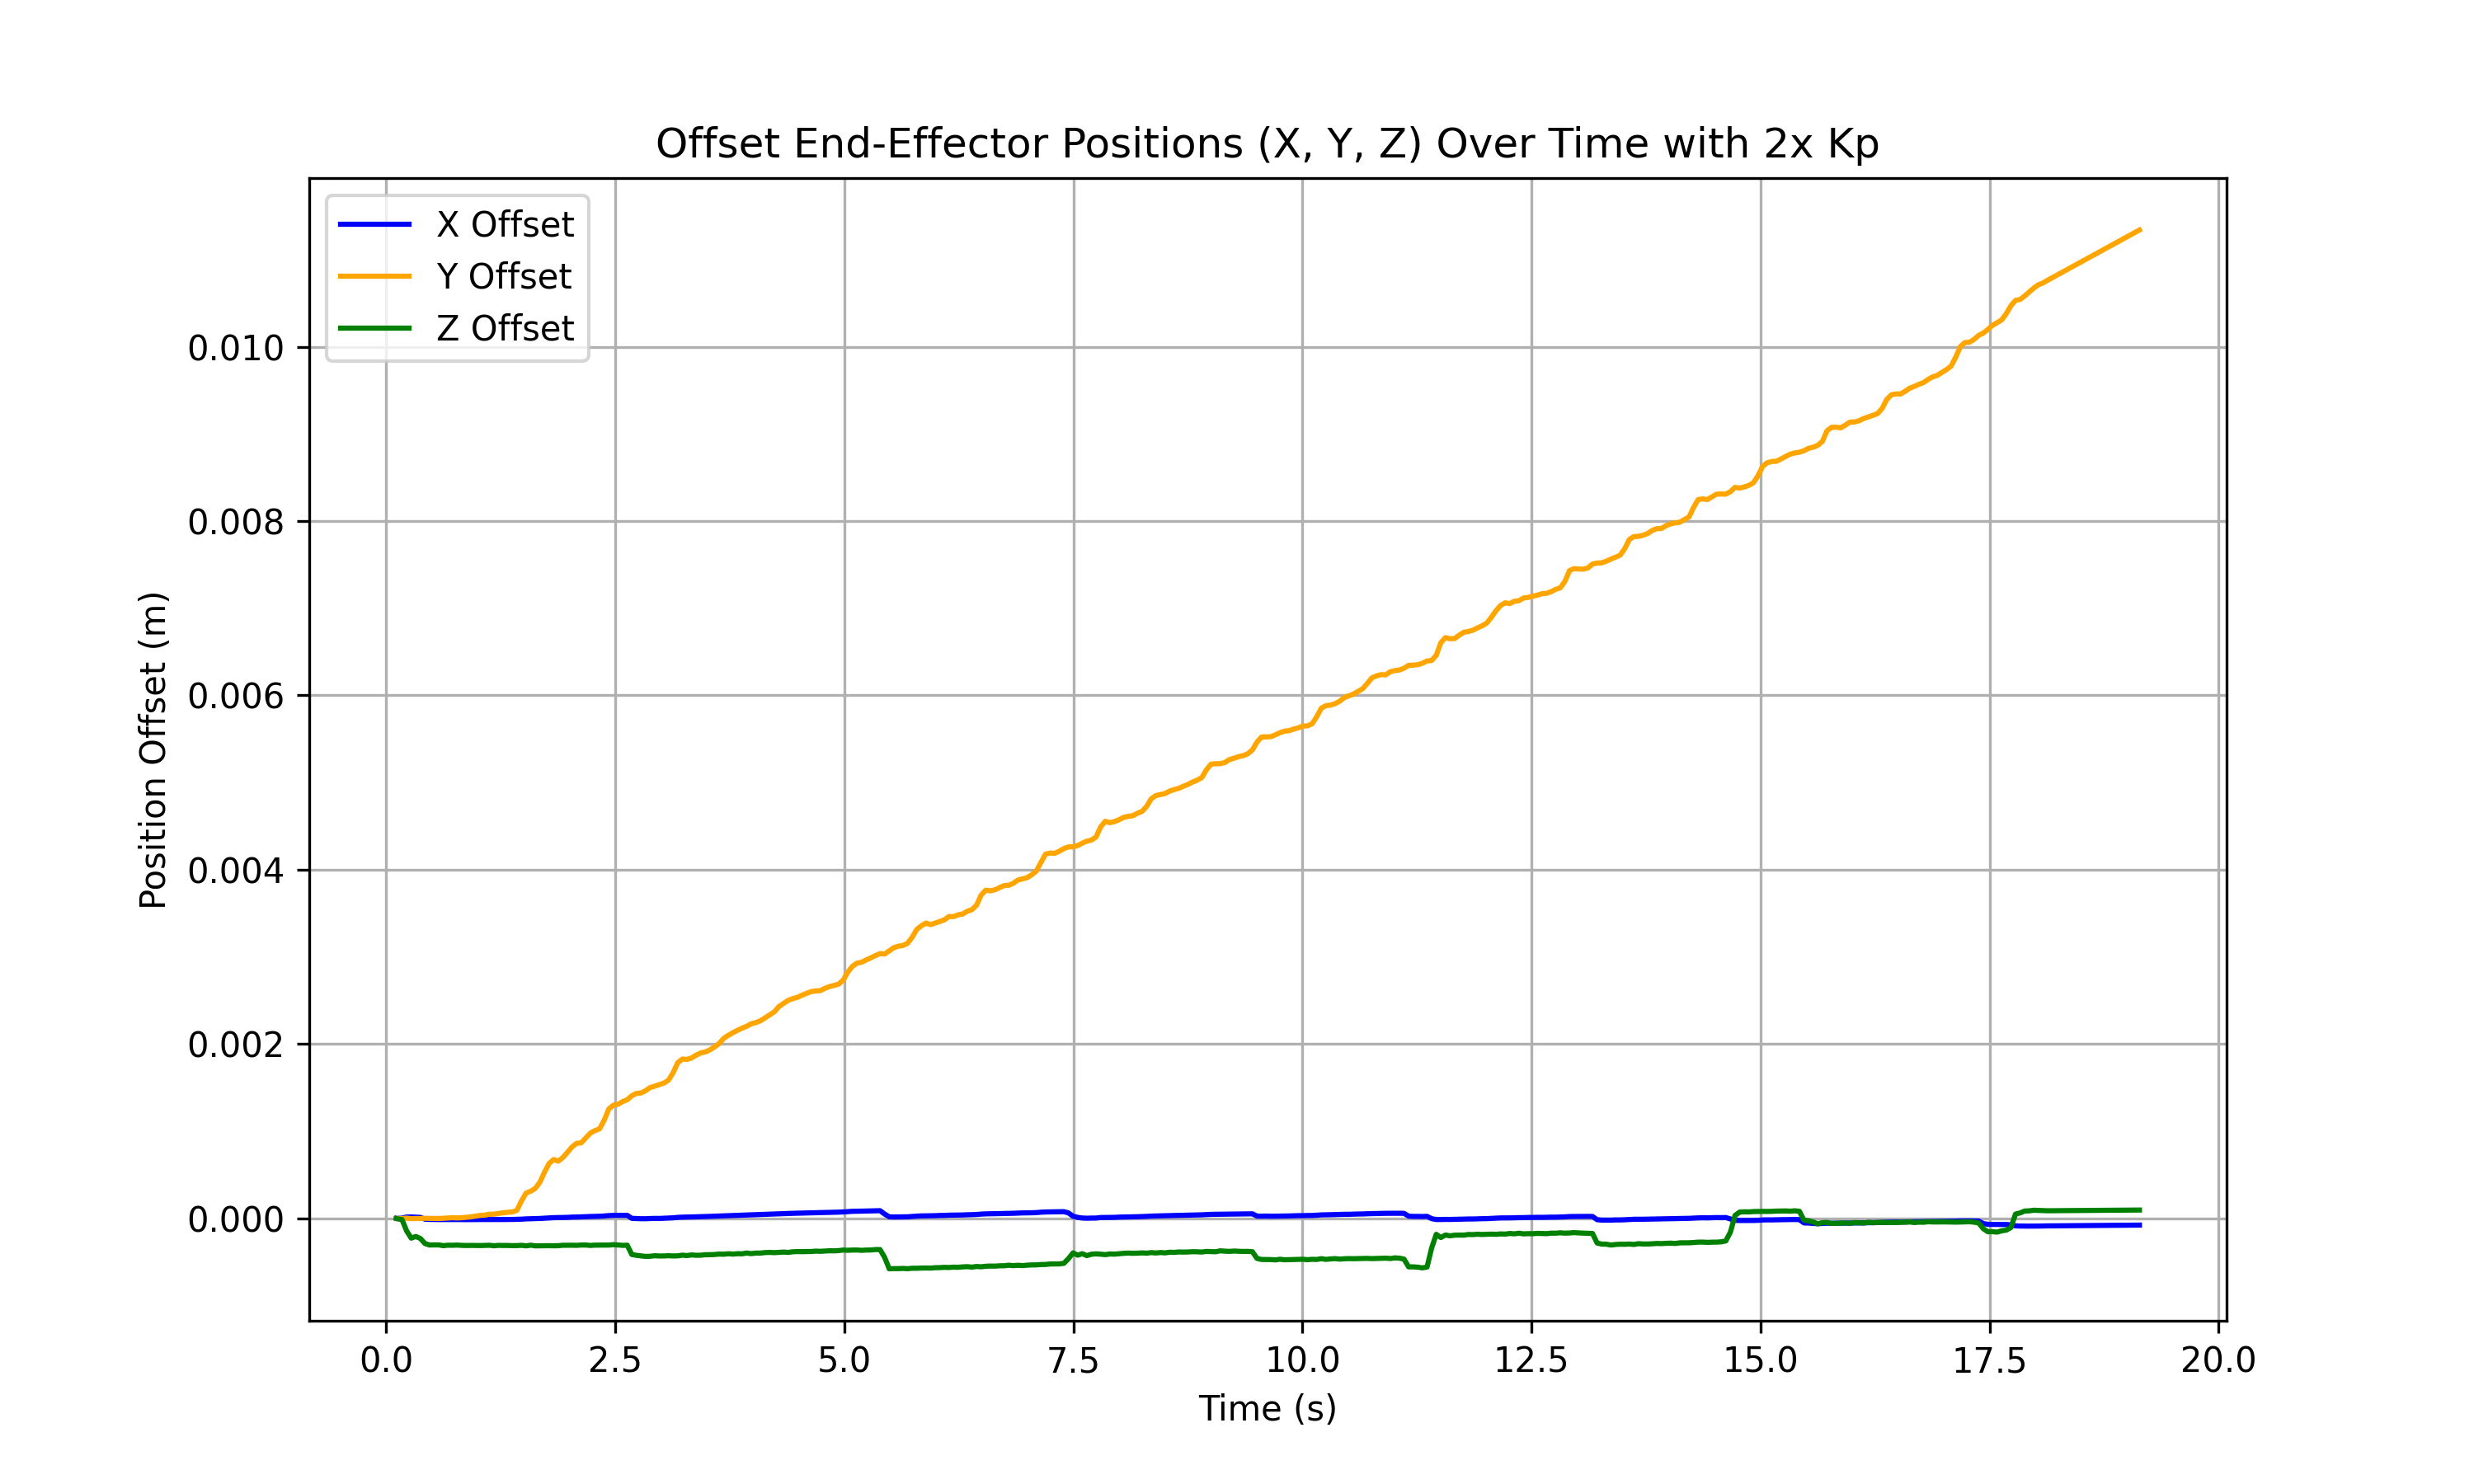 Offset End-Effector Positions (X, Y, Z) Over Time with 2x Kp
X Offset
Y Offset
Z Offset
0.010
0.008
0.006
0.004
0.002
0.000
Position Offset (m)
0.0 2.5 5.0 7.5 10.0 12.5 15.0 17.5 20.0
Time (s)